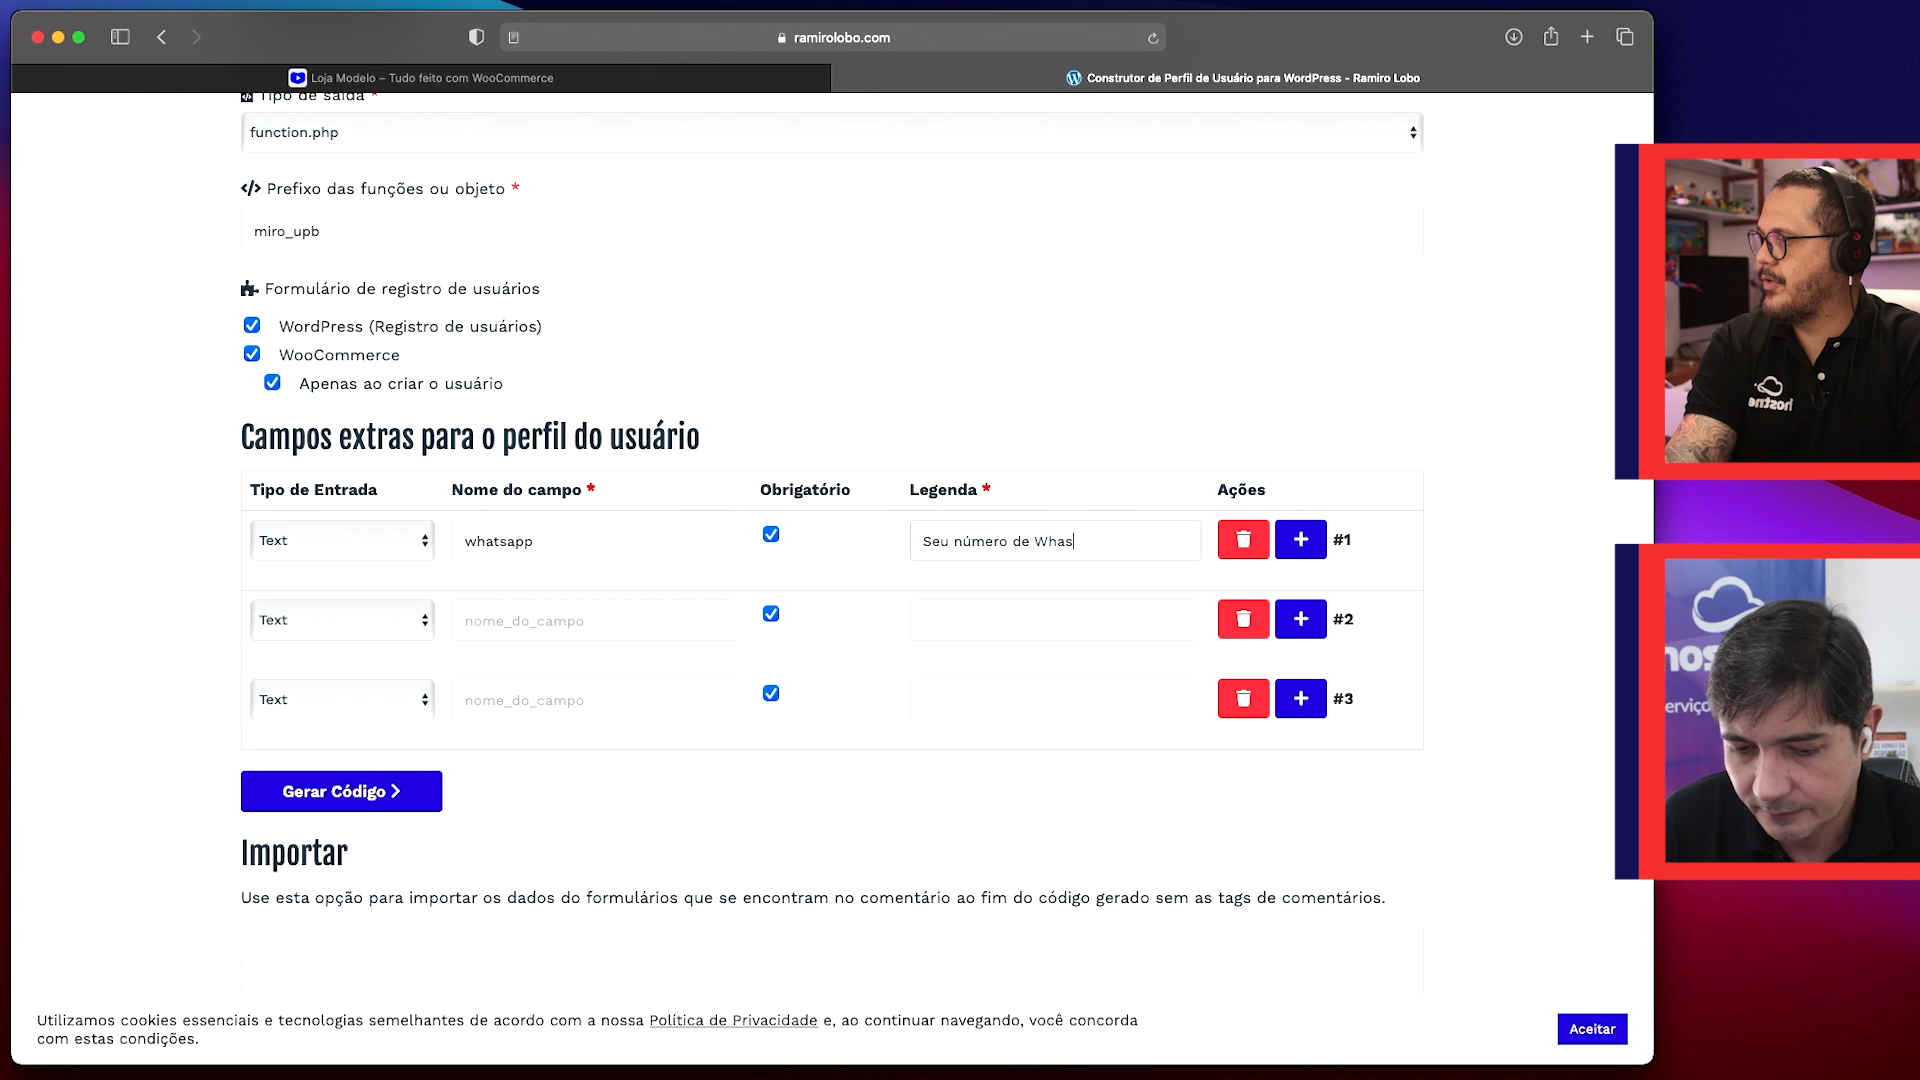 ramirolobo.com
Loja Modelo – Tudo feito com WooCommerce
Construtor de Perfil de Usuário para WordPress - Ramiro Lobo
Tipo de saída *
function.php
</> Prefixo das funções ou objeto *
miro_upb
Formulário de registro de usuários
WordPress (Registro de usuários)
WooCommerce
Apenas ao criar o usuário
Campos extras para o perfil do usuário
Tipo de Entrada Nome do campo * Obrigatório Legenda * Ações
Text whatsapp Seu número de Whas #1
Text nome_do_campo #2
Text nome_do_campo #3
Gerar Código
Importar
Use esta opção para importar os dados do formulários que se encontram no comentário ao fim do código gerado sem as tags de comentários.
Utilizamos cookies essenciais e tecnologias semelhantes de acordo com a nossa Política de Privacidade e, ao continuar navegando, você concorda
com estas condições.
Aceitar
hostne
hos
erviço